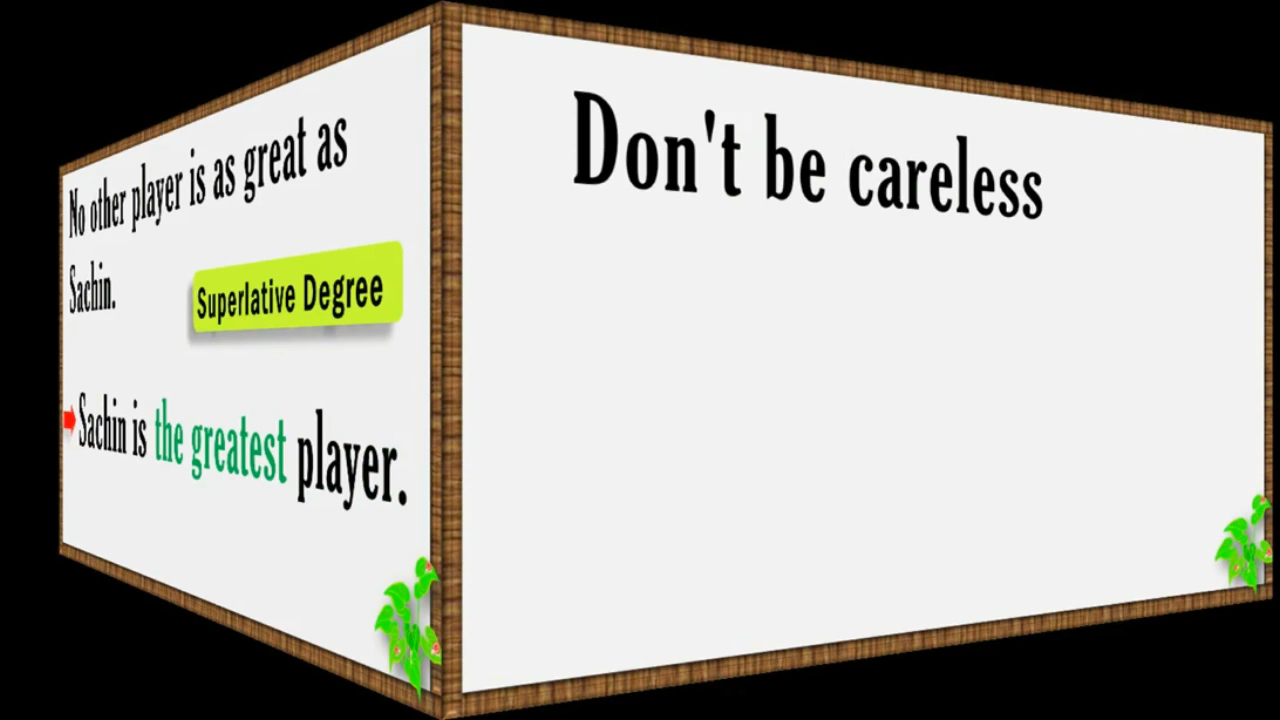 No other player is as great as
Sachin.
Superlative Degree
Sachin is the greatest player.
Don't be careless